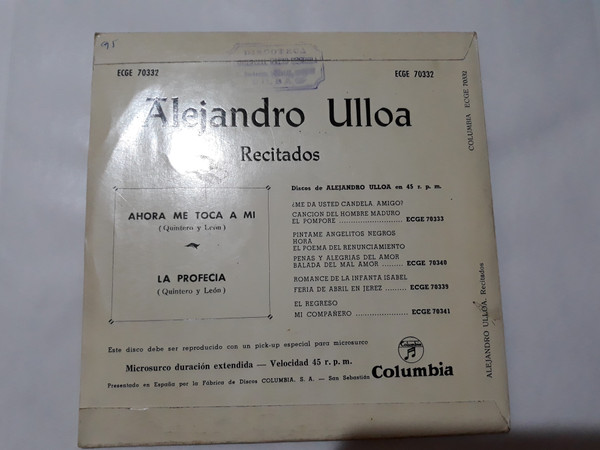 ECGE 70332
ECGE 70332
Alejandro Ulloa
Recitados
AHORA ME TOCA A MI
(Quintero y León)
LA PROFECIA
(Quintero y León)
Discos de ALEJANDRO ULLOA en 45 r. p. m.
¿ME DA USTED CANDELA, AMIGO?
CANCION DEL HOMBRE MADURO
EL POMPORE ........................ ECGE 70333
PINTAME ANGELITOS NEGROS
HORA
EL POEMA DEL RENUNCIAMIENTO
PENAS Y ALEGRIAS DEL AMOR
BALADA DEL MAL AMOR ......... ECGE 70340
ROMANCE DE LA INFANTA ISABEL
FERIA DE ABRIL EN JEREZ ......... ECGE 70339
EL REGRESO
MI COMPAÑERO ........................ ECGE 70341
Este disco debe ser reproducido con un pick-up especial para microsurco
Microsurco duración extendida — Velocidad 45 r. p. m.
Presentado en España por la Fábrica de Discos COLUMBIA, S. A. — San Sebastián
Columbia
COLUMBIA ECGE 70332
ALEJANDRO ULLOA. Recitados